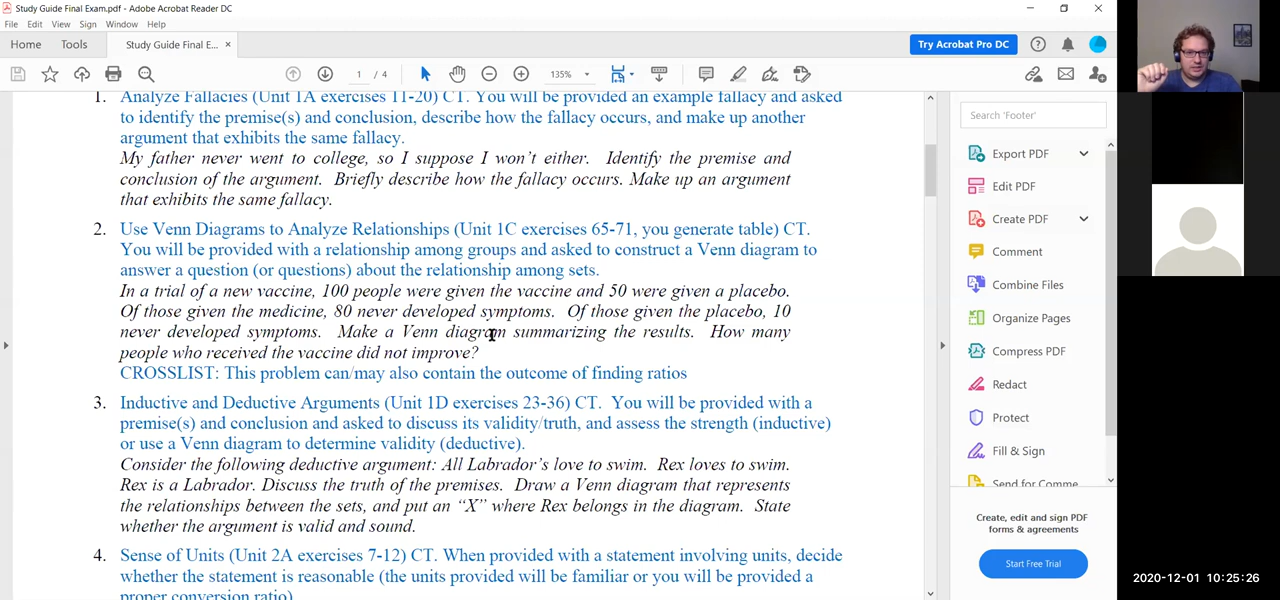 Study Guide Final Exam.pdf - Adobe Acrobat Reader DC
File Edit View Sign Window Help
Home Tools Study Guide Final E... × Try Acrobat Pro DC
1 / 4 135%
1. Analyze Fallacies (Unit 1A exercises 11-20) CT. You will be provided an example fallacy and asked
to identify the premise(s) and conclusion, describe how the fallacy occurs, and make up another
argument that exhibits the same fallacy.
My father never went to college, so I suppose I won't either. Identify the premise and
conclusion of the argument. Briefly describe how the fallacy occurs. Make up an argument
that exhibits the same fallacy.
2. Use Venn Diagrams to Analyze Relationships (Unit 1C exercises 65-71, you generate table) CT.
You will be provided with a relationship among groups and asked to construct a Venn diagram to
answer a question (or questions) about the relationship among sets.
In a trial of a new vaccine, 100 people were given the vaccine and 50 were given a placebo.
Of those given the medicine, 80 never developed symptoms. Of those given the placebo, 10
never developed symptoms. Make a Venn diagram summarizing the results. How many
people who received the vaccine did not improve?
CROSSLIST: This problem can/may also contain the outcome of finding ratios
3. Inductive and Deductive Arguments (Unit 1D exercises 23-36) CT. You will be provided with a
premise(s) and conclusion and asked to discuss its validity/truth, and assess the strength (inductive)
or use a Venn diagram to determine validity (deductive).
Consider the following deductive argument: All Labrador's love to swim. Rex loves to swim.
Rex is a Labrador. Discuss the truth of the premises. Draw a Venn diagram that represents
the relationships between the sets, and put an "X" where Rex belongs in the diagram. State
whether the argument is valid and sound.
4. Sense of Units (Unit 2A exercises 7-12) CT. When provided with a statement involving units, decide
whether the statement is reasonable (the units provided will be familiar or you will be provided a
proper conversion ratio)
Search 'Footer'
Export PDF
Edit PDF
Create PDF
Comment
Combine Files
Organize Pages
Compress PDF
Redact
Protect
Fill & Sign
Send for Comme
Create, edit and sign PDF
forms & agreements
Start Free Trial
2020-12-01 10:25:26